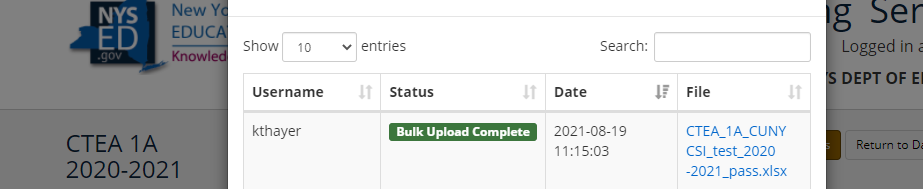 NYS
ED
.gov
New Yo
EDUCA
Knowled
ng Ser
Logged in a
S DEPT OF E
Show 10 entries
Search:
Username Status Date File
kthayer Bulk Upload Complete 2021-08-19
11:15:03 CTEA_1A_CUNY
CSI_test_2020
-2021_pass.xlsx
CTEA 1A
2020-2021
s
Return to Da